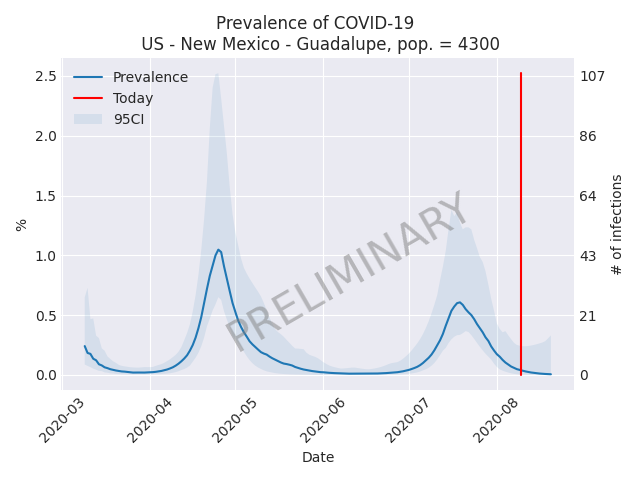 Prevalence of COVID-19
US - New Mexico - Guadalupe, pop. = 4300
Prevalence
Today
95CI
PRELIMINARY
2.5
2.0
1.5
1.0
0.5
0.0
%
107
86
64
43
21
0
# of infections
2020-03
2020-04
2020-05
2020-06
2020-07
2020-08
Date